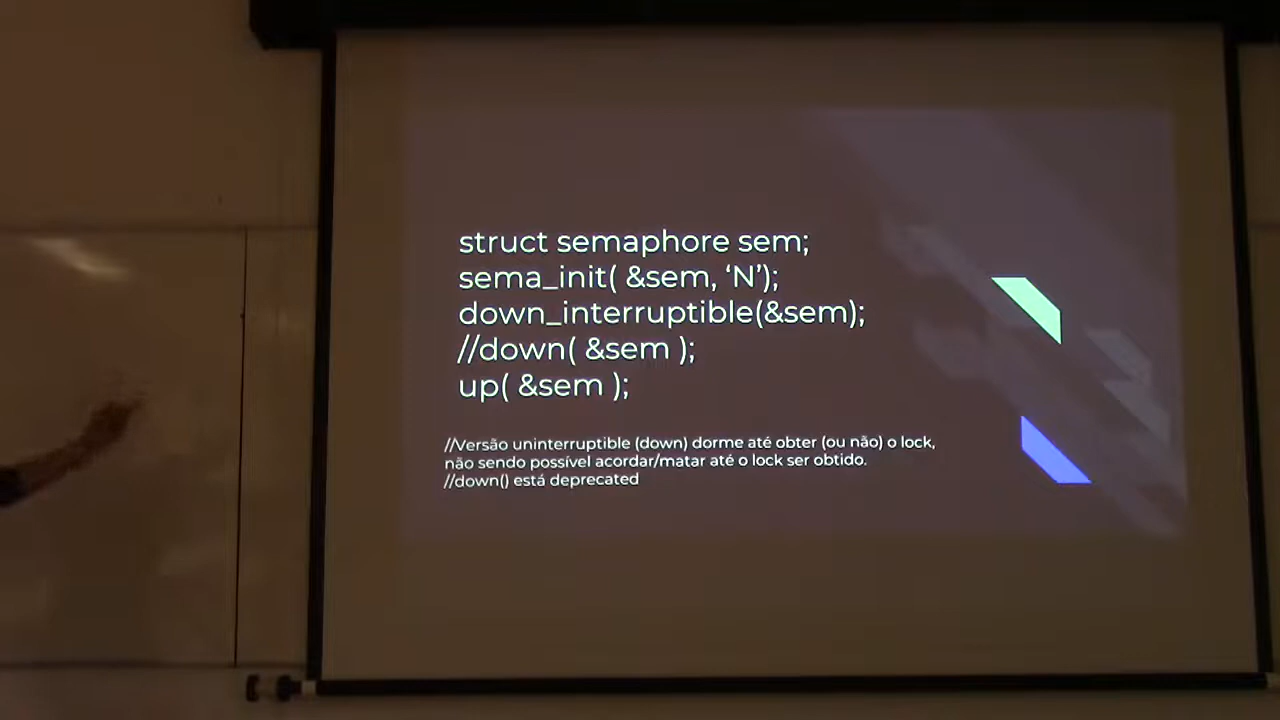 struct semaphore sem;
sema_init( &sem, ‘N’);
down_interruptible(&sem);
//down( &sem );
up( &sem );
//Versão uninterruptible (down) dorme até obter (ou não) o lock,
não sendo possível acordar/matar até o lock ser obtido.
//down() está deprecated